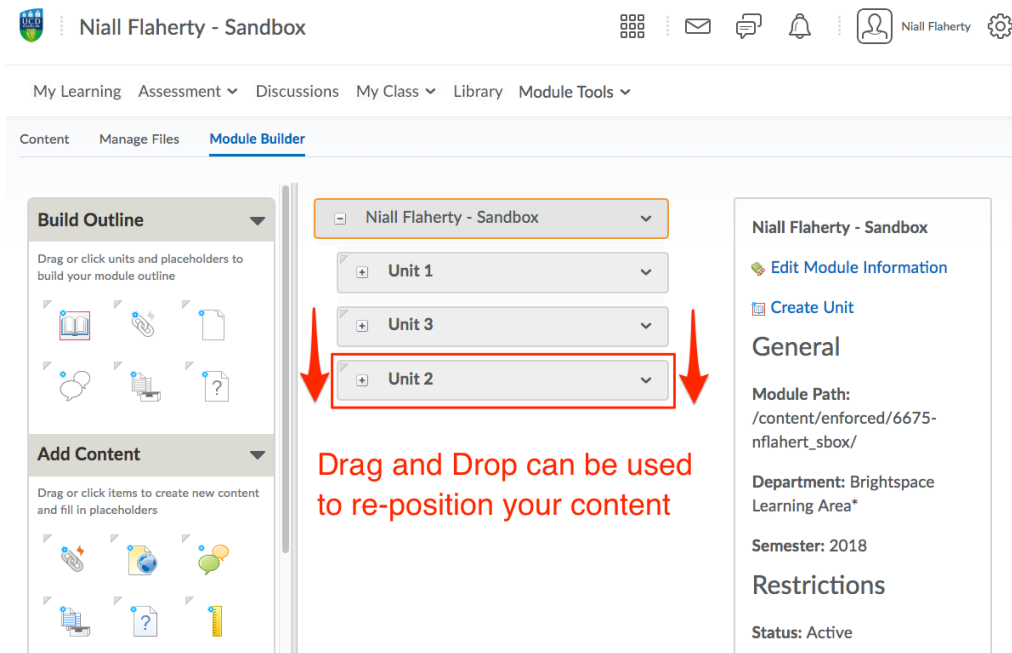 UCD
Niall Flaherty - Sandbox
Niall Flaherty
My Learning Assessment Discussions My Class Library Module Tools
Content Manage Files Module Builder
Build Outline
Drag or click units and placeholders to
build your module outline
?
Add Content
Drag or click items to create new content
and fill in placeholders
?
Niall Flaherty - Sandbox
Unit 1
Unit 3
Unit 2
Drag and Drop can be used
to re-position your content
Niall Flaherty - Sandbox
Edit Module Information
Create Unit
General
Module Path:
/content/enforced/6675-
nflahert_sbox/
Department: Brightspace
Learning Area*
Semester: 2018
Restrictions
Status: Active